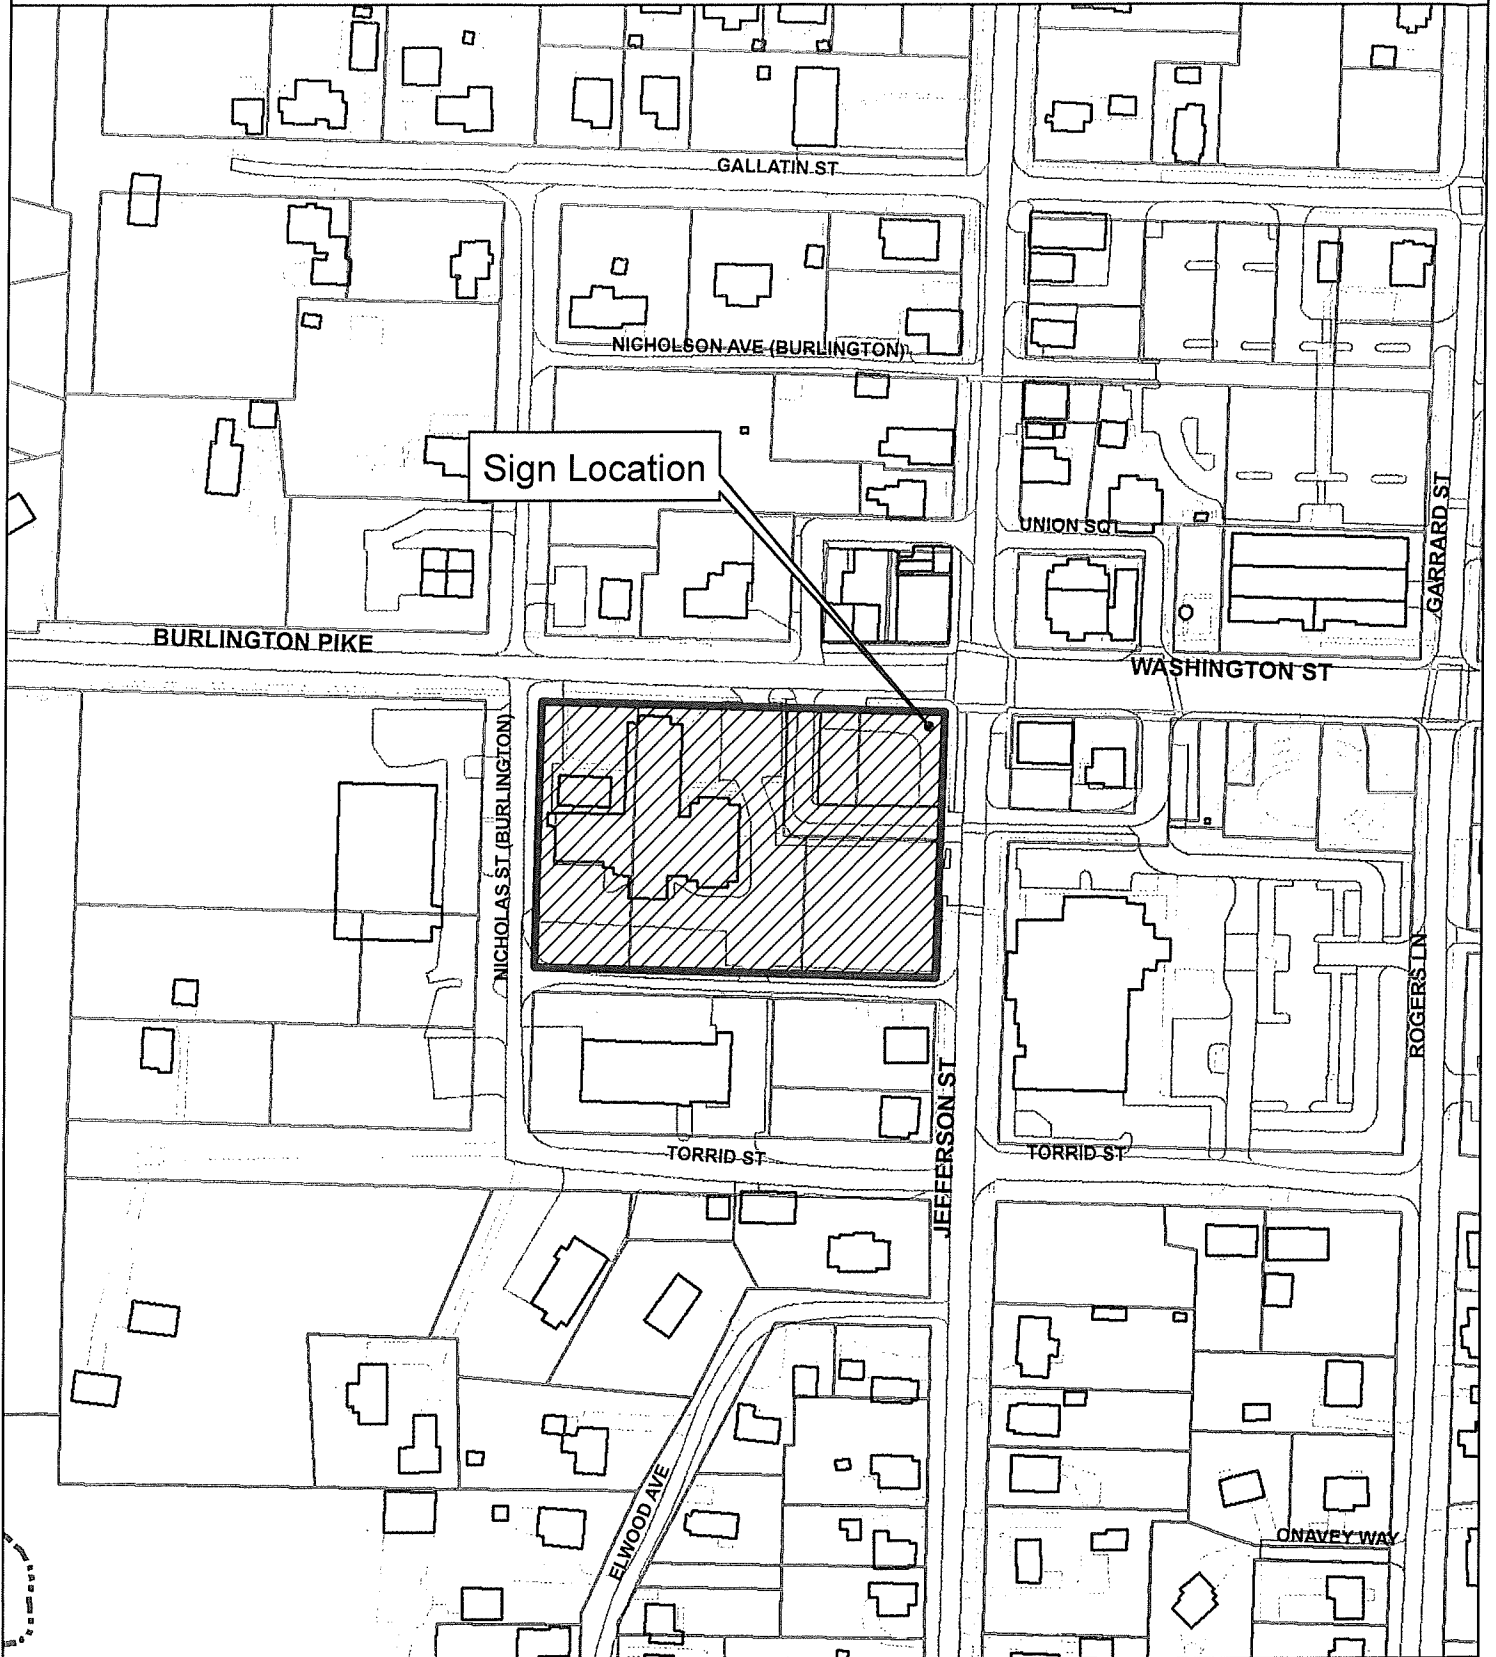 GALLATIN ST
NICHOLSON AVE (BURLINGTON)
Sign Location
UNION SQ
GARRARD ST
BURLINGTON PIKE
WASHINGTON ST
NICHOLAS ST (BURLINGTON)
ROGERS LN
JEFFERSON ST
TORRID ST
TORRID ST
ELWOOD AVE
ONAVEY WAY